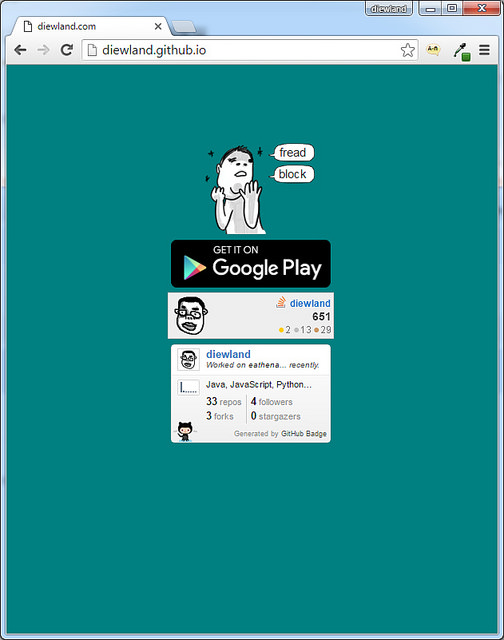 diewland
diewland.com
diewland.github.io
fread
block
GET IT ON
Google Play
diewland
651
2 13 29
diewland
Worked on eathena... recently.
Java, JavaScript, Python...
33 repos 4 followers
3 forks 0 stargazers
Generated by GitHub Badge